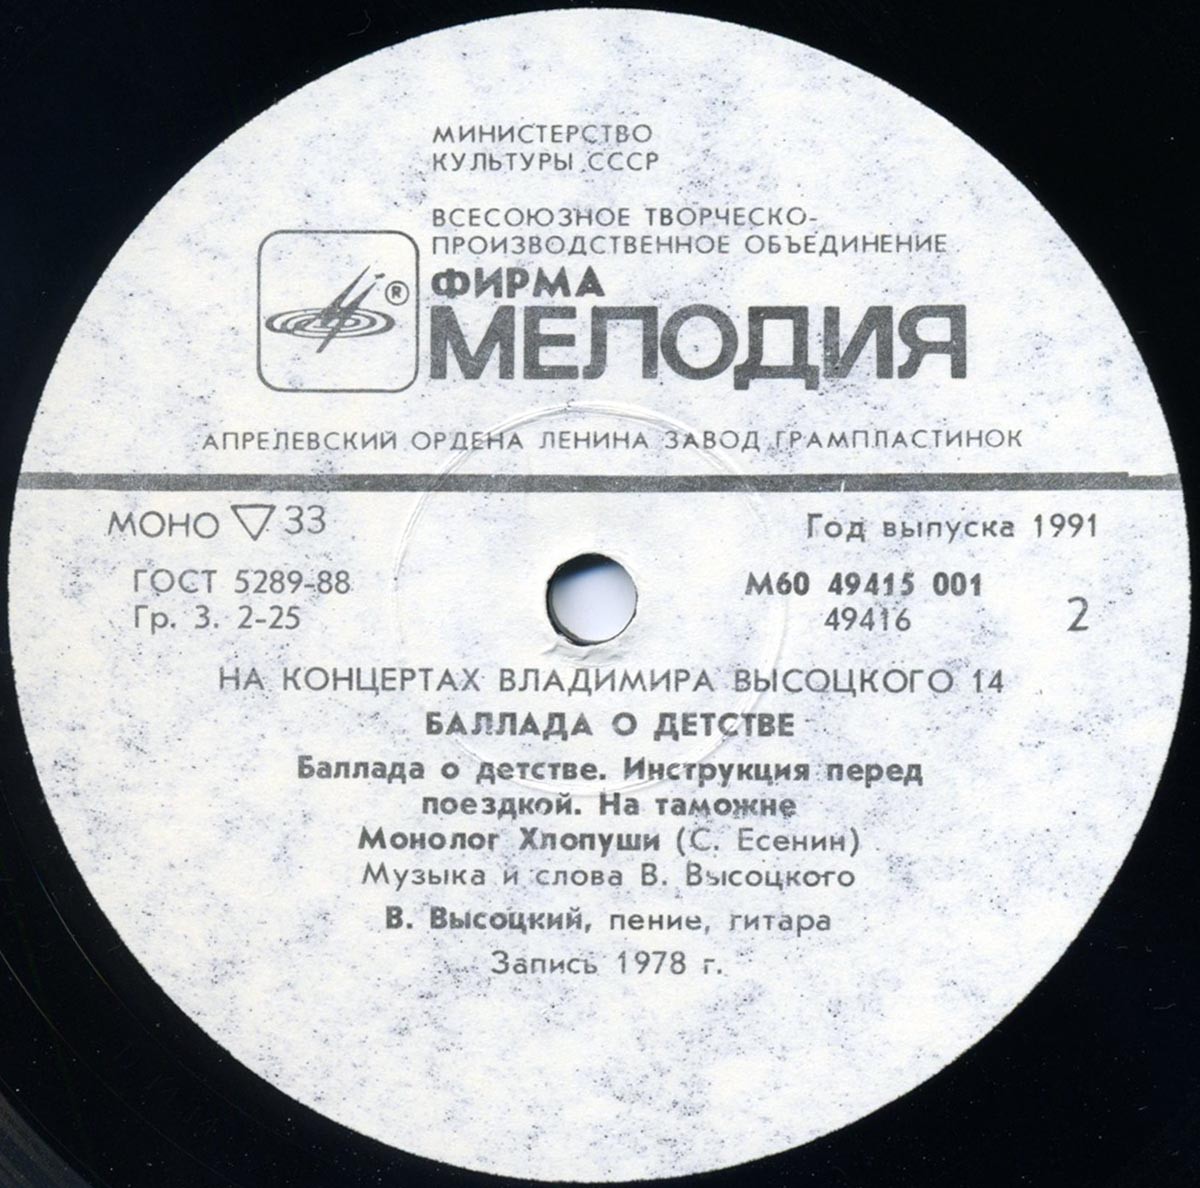 МИНИСТЕРСТВО
КУЛЬТУРЫ СССР
ВСЕСОЮЗНОЕ ТВОРЧЕСКО-
ПРОИЗВОДСТВЕННОЕ ОБЪЕДИНЕНИЕ
ФИРМА
® МЕЛОДИЯ
АПРЕЛЕВСКИЙ ОРДЕНА ЛЕНИНА ЗАВОД ГРАМПЛАСТИНОК
МОНО ▽ 33 Год выпуска 1991
ГОСТ 5289-88 М60 49415 001
Гр. 3. 2-25 49416 2
НА КОНЦЕРТАХ ВЛАДИМИРА ВЫСОЦКОГО 14
БАЛЛАДА О ДЕТСТВЕ
Баллада о детстве. Инструкция перед
поездкой. На таможне
Монолог Хлопуши (С. Есенин)
Музыка и слова В. Высоцкого
В. Высоцкий, пение, гитара
Запись 1978 г.